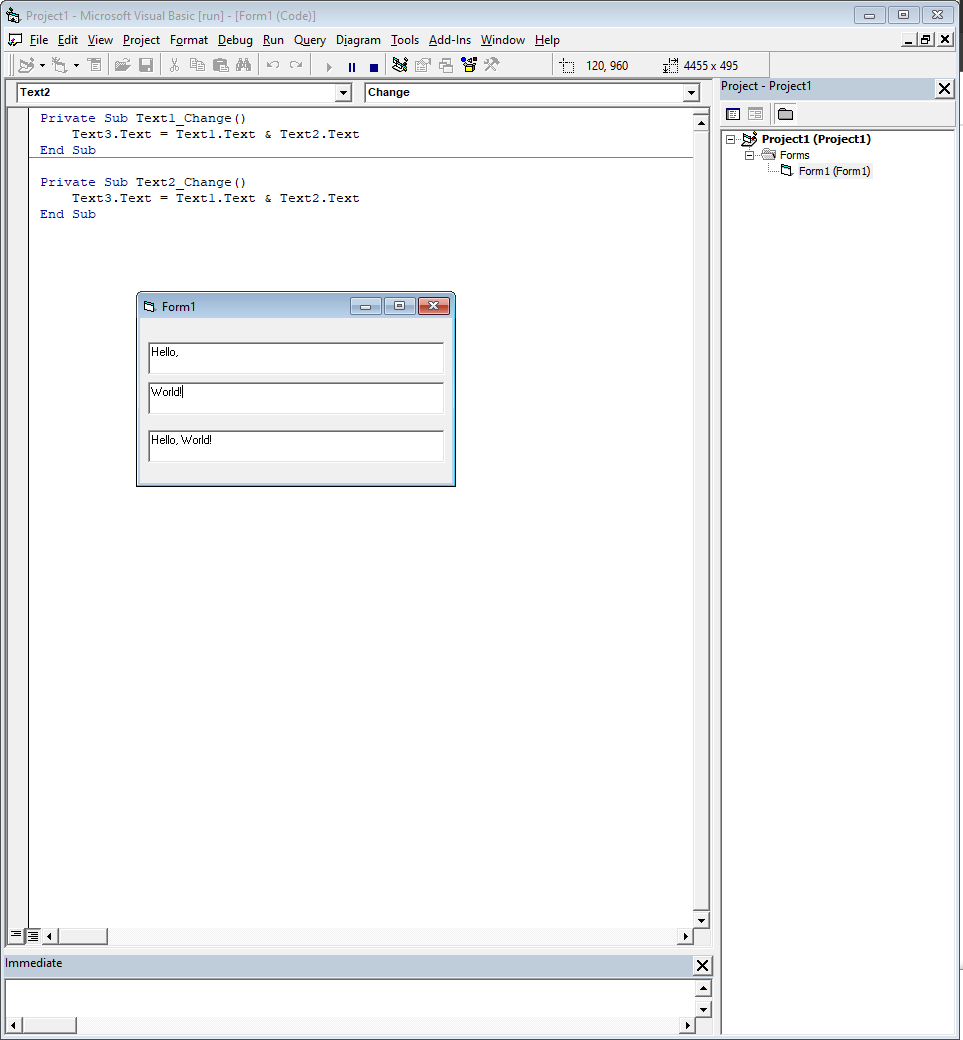 Project1 - Microsoft Visual Basic [run] - [Form1 (Code)]
File Edit View Project Format Debug Run Query Diagram Tools Add-Ins Window Help
120, 960 4455 x 495
Text2 Change
Private Sub Text1_Change()
Text3.Text = Text1.Text & Text2.Text
End Sub
Private Sub Text2_Change()
Text3.Text = Text1.Text & Text2.Text
End Sub
Form1
Hello,
World!
Hello, World!
Immediate
Project - Project1
Project1 (Project1)
Forms
Form1 (Form1)